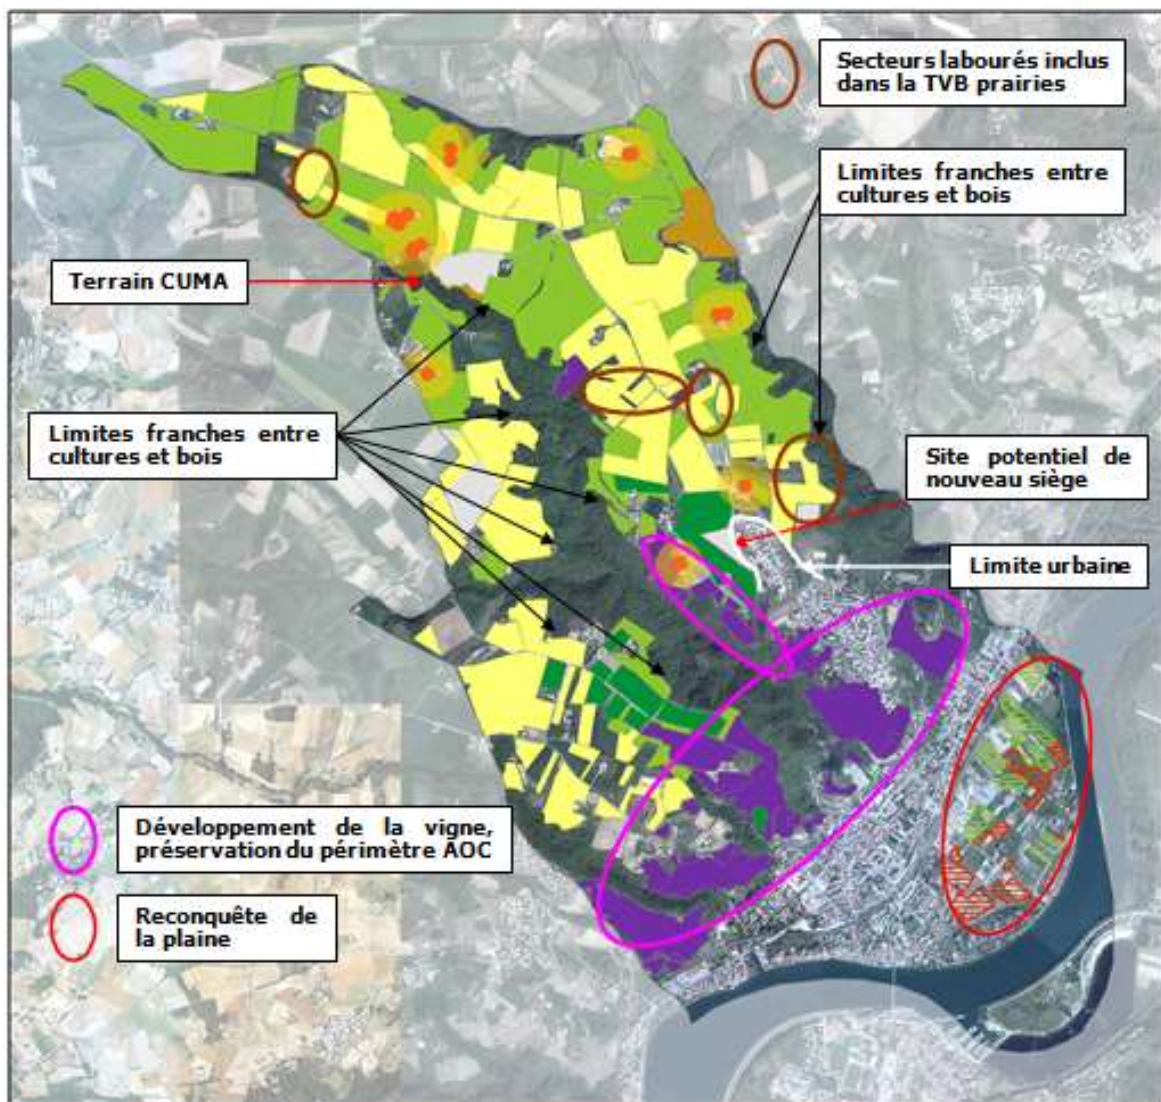 Secteurs labourés inclus
dans la TVB prairies
Limites franches entre
cultures et bois
Terrain CUMA
Limites franches entre
cultures et bois
Site potentiel de
nouveau siège
Limite urbaine
Développement de la vigne,
préservation du périmètre AOC
Reconquête de
la plaine